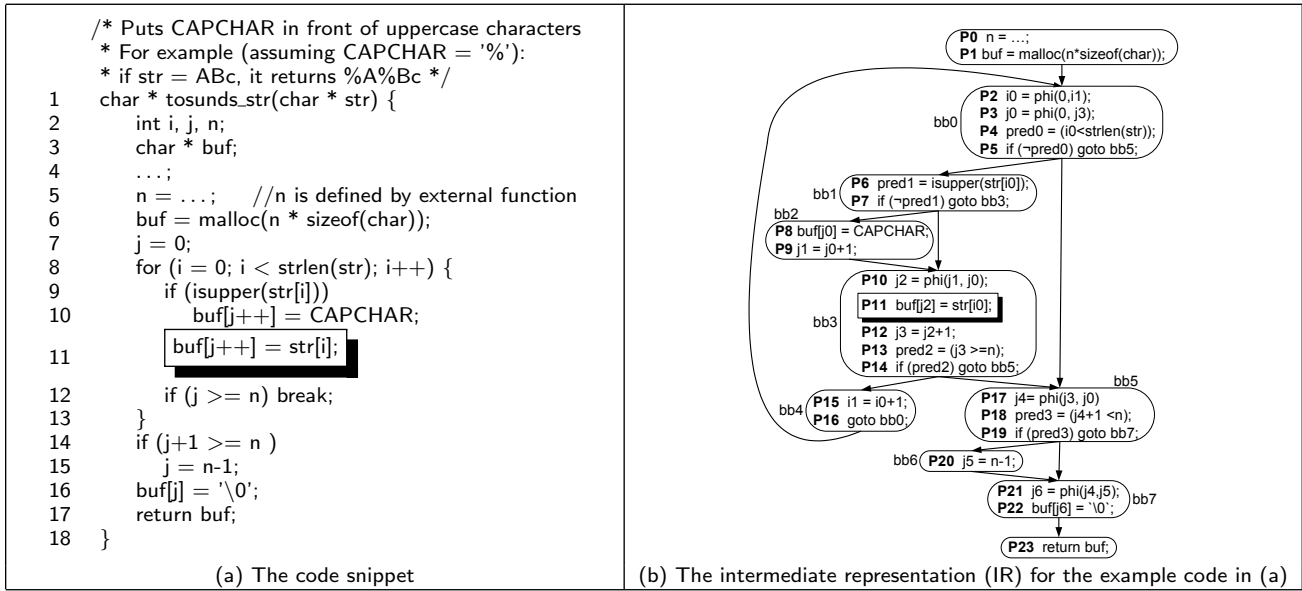 /* Puts CAPCHAR in front of uppercase characters
* For example (assuming CAPCHAR = '%'):
* if str = ABc, it returns %A%Bc */
1 char * tosunds_str(char * str) {
2 int i, j, n;
3 char * buf;
4 ...;
5 n = ...; //n is defined by external function
6 buf = malloc(n * sizeof(char));
7 j = 0;
8 for (i = 0; i < strlen(str); i++) {
9 if (isupper(str[i]))
10 buf[j++] = CAPCHAR;
11 buf[j++] = str[i];
12 if (j >= n) break;
13 }
14 if (j+1 >= n )
15 j = n-1;
16 buf[j] = '\0';
17 return buf;
18 }
(a) The code snippet
P0 n = ...;
P1 buf = malloc(n*sizeof(char));
bb0
P2 i0 = phi(0,i1);
P3 j0 = phi(0, j3);
P4 pred0 = (i0<strlen(str));
P5 if (¬pred0) goto bb5;
bb1
P6 pred1 = isupper(str[i0]);
P7 if (¬pred1) goto bb3;
bb2
P8 buf[j0] = CAPCHAR;
P9 j1 = j0+1;
bb3
P10 j2 = phi(j1, j0);
P11 buf[j2] = str[i0];
P12 j3 = j2+1;
P13 pred2 = (j3 >=n);
P14 if (pred2) goto bb5;
bb4
P15 i1 = i0+1;
P16 goto bb0;
bb5
P17 j4= phi(j3, j0)
P18 pred3 = (j4+1 <n);
P19 if (pred3) goto bb7;
bb6
P20 j5 = n-1;
P21 j6 = phi(j4,j5);
P22 buf[j6] = `\0`;
bb7
P23 return buf;
(b) The intermediate representation (IR) for the example code in (a)